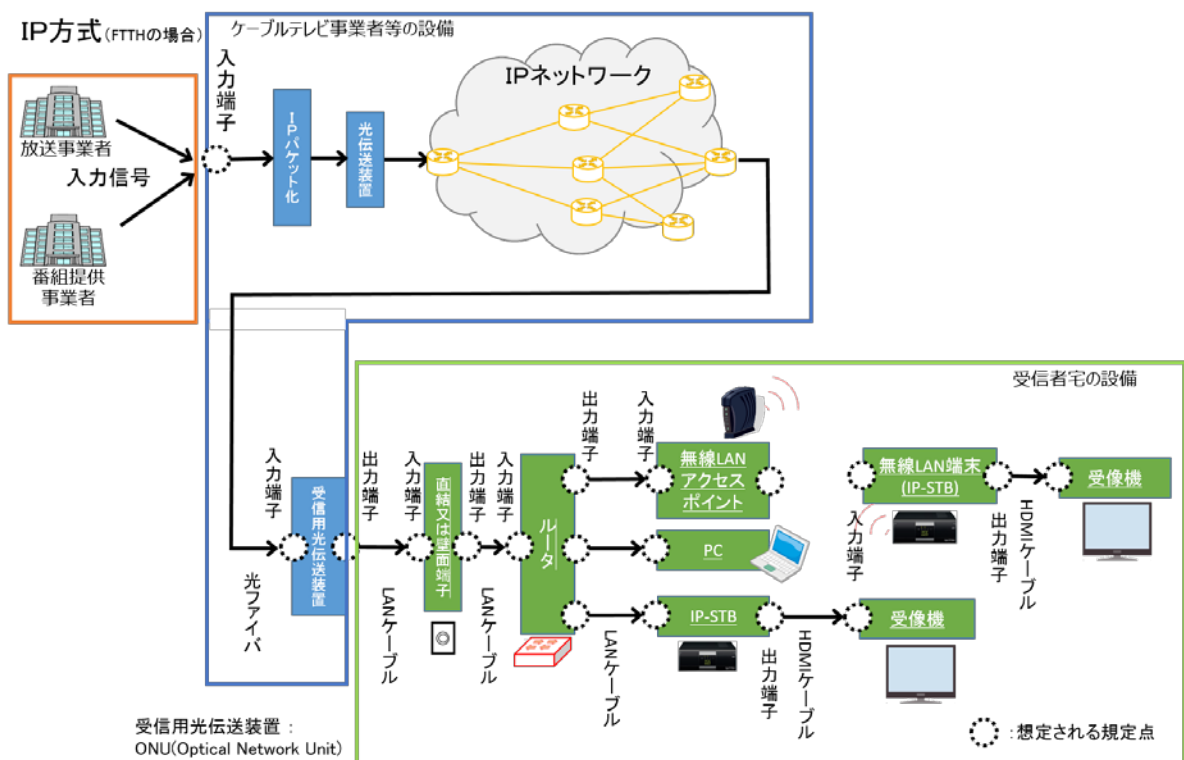 IP方式(FTTHの場合)
ケーブルテレビ事業者等の設備
放送事業者
入力信号
番組提供
事業者
入力端子
IPパケット化
光伝送装置
IPネットワーク
受信者宅の設備
入力端子
受信用光伝送装置
出力端子
光ファイバ
LANケーブル
入力端子
直結又は壁面端子
出力端子
LANケーブル
入力端子
ルータ
出力端子
入力端子
無線LAN
アクセス
ポイント
PC
LANケーブル
IP-STB
出力端子
HDMIケーブル
受像機
無線LAN端末
(IP-STB)
入力端子
出力端子
HDMIケーブル
受像機
受信用光伝送装置：
ONU(Optical Network Unit)
：想定される規定点